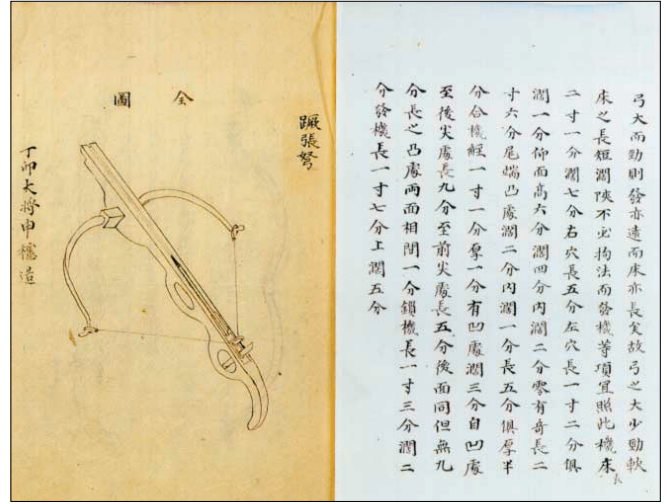 弓大而勁則發亦遠而床亦長矣故弓之大少勁軟
床之長短濶陜不必拘法而發機等項宜照此機床長
二寸一分濶七分右穴長五分左穴長一寸二分俱
濶一分仰面高六分濶四分內濶二分零有奇長二
寸六分尾端凸處濶二分內濶一分長五分俱厚半
分合機經一寸一分厚一分有凹處濶三分自凹處
至後尖處長九分至前尖處長五分後面同但無九
分長之凸處兩面相間一分鎖機長一寸三分濶二
分發機長一寸七分上濶五分
蹶張弩
全圖
丁卯大將申櫶造